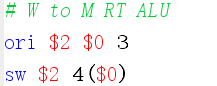 # W to M RT ALU
ori $2 $0 3
sw $2 4($0)